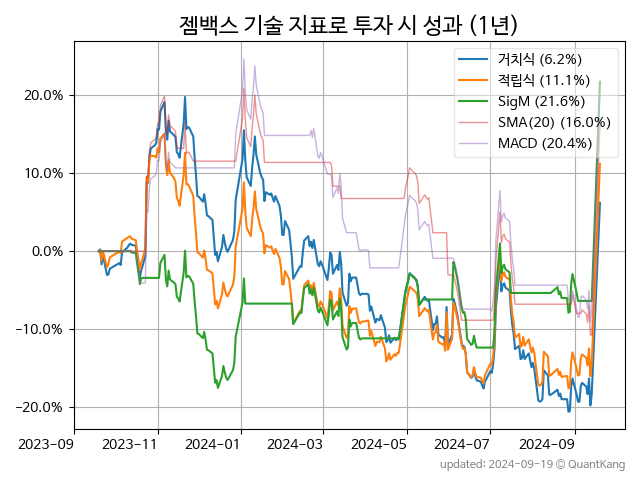 젬백스 기술 지표로 투자 시 성과 (1년)
거치식 (6.2%)
적립식 (11.1%)
SigM (21.6%)
SMA(20) (16.0%)
MACD (20.4%)
20.0%
10.0%
0.0%
−10.0%
−20.0%
2023-09 2023-11 2024-01 2024-03 2024-05 2024-07 2024-09
updated: 2024-09-19 © QuantKang